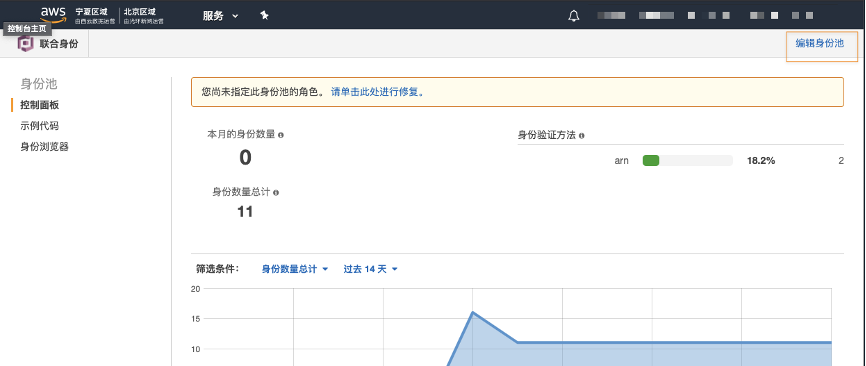 aws 宁夏区域 北京区域
由西云数据运营 由光环新网运营
服务
控制台主页
联合身份
编辑身份池
身份池
控制面板
示例代码
身份浏览器
您尚未指定此身份池的角色。 请单击此处进行修复。
本月的身份数量
0
身份数量总计
11
身份验证方法
arn 18.2% 2
筛选条件: 身份数量总计 过去 14 天
20
15
10